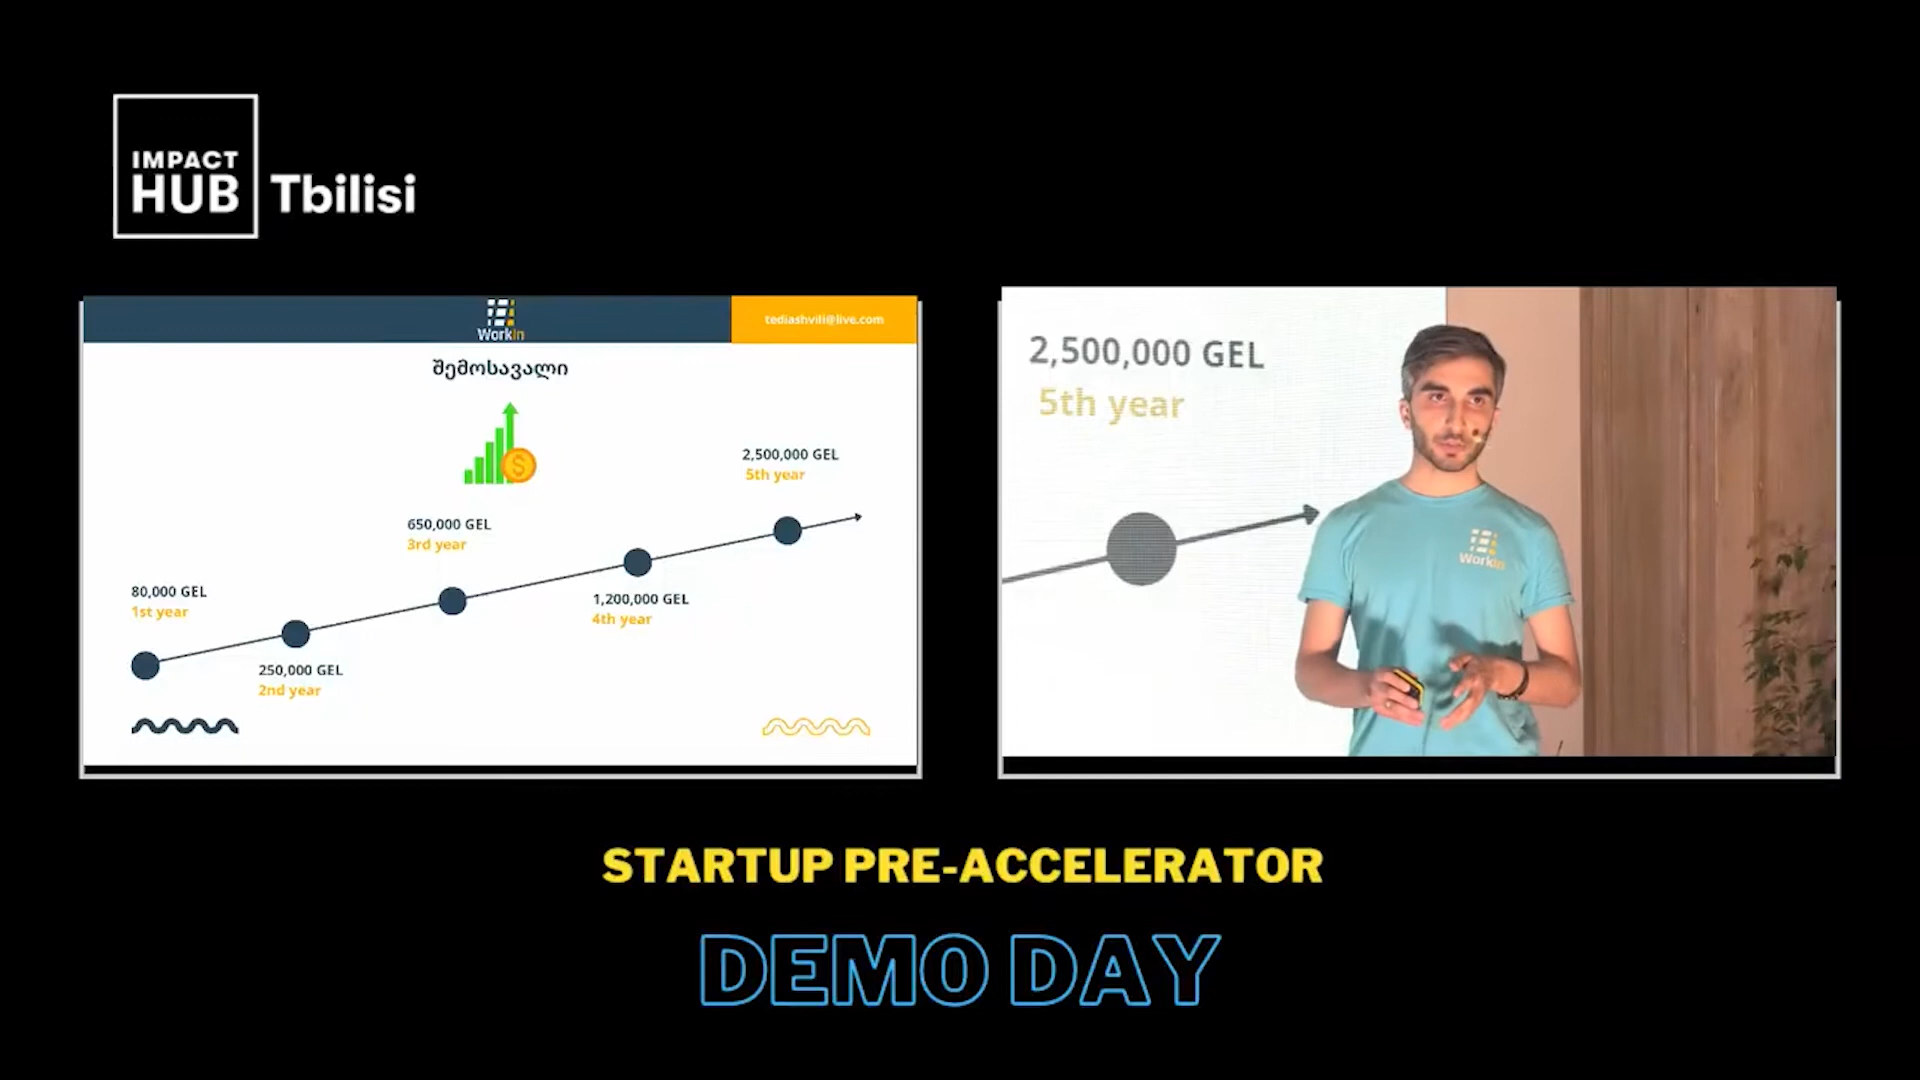 IMPACT
HUB
Tbilisi
WorkIn
tediashvili@live.com
შემოსავალი
2,500,000 GEL
5th year
650,000 GEL
3rd year
80,000 GEL
1st year
1,200,000 GEL
4th year
250,000 GEL
2nd year
2,500,000 GEL
5th year
WorkIn
STARTUP PRE-ACCELERATOR
DEMO DAY